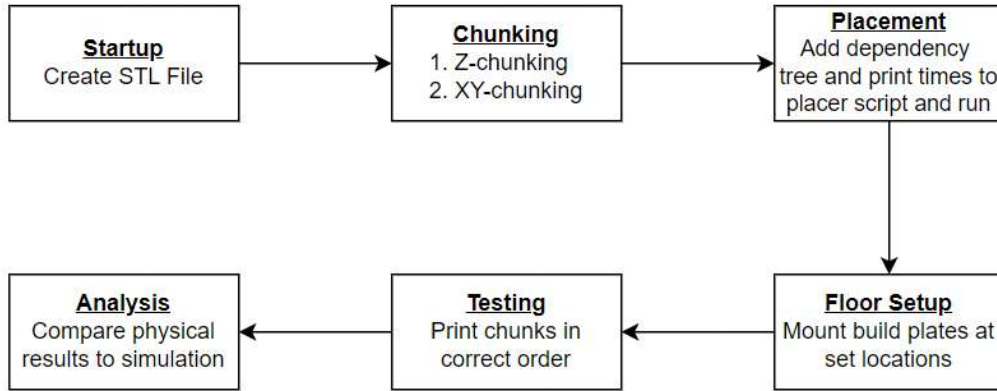 Startup
Create STL File
Chunking
1. Z-chunking
2. XY-chunking
Placement
Add dependency
tree and print times to
placer script and run
Floor Setup
Mount build plates at
set locations
Testing
Print chunks in
correct order
Analysis
Compare physical
results to simulation